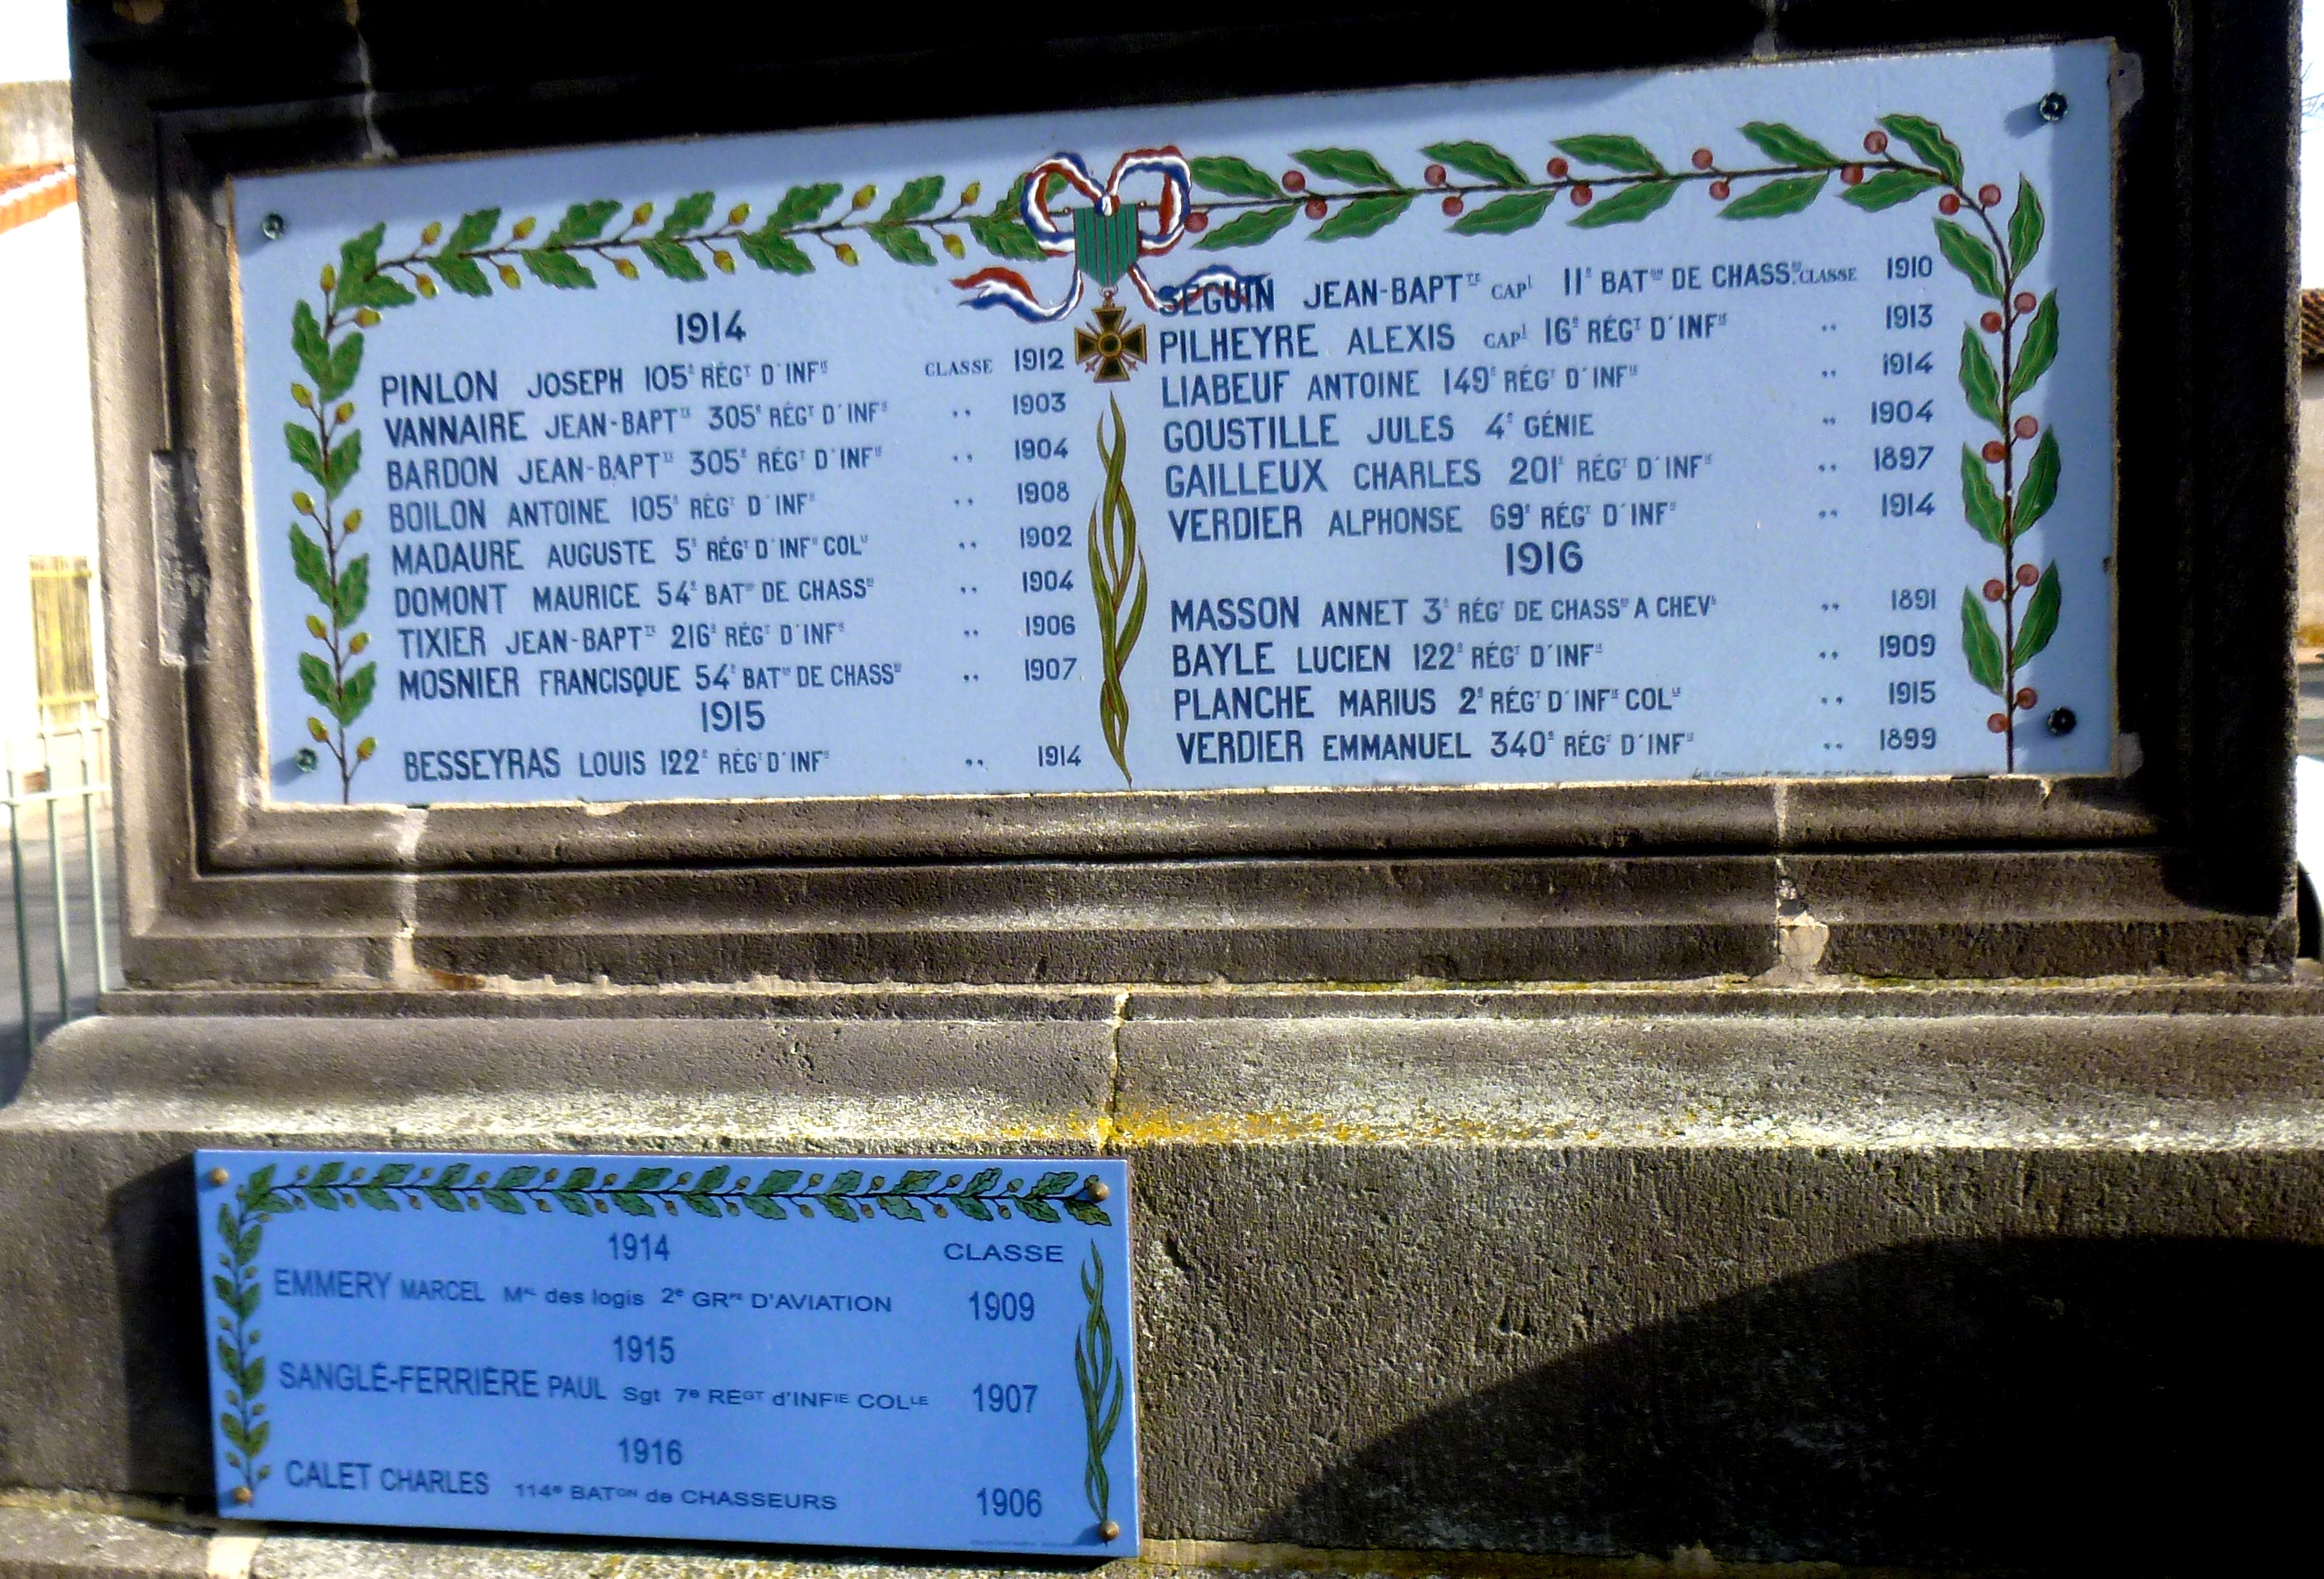 1914
PINLON JOSEPH 105E RÉGT D'INFIE CLASSE 1912
VANNAIRE JEAN-BAPTTE 305E RÉGT D'INFIE ,, 1903
BARDON JEAN-BAPTTE 305E RÉGT D'INFIE ,, 1904
BOILON ANTOINE 105E RÉGT D'INFIE ,, 1908
MADAURE AUGUSTE 5E RÉGT D'INFIE COLLE ,, 1902
DOMONT MAURICE 54E BATON DE CHASSRS ,, 1904
TIXIER JEAN-BAPTTE 216E RÉGT D'INFIE ,, 1906
MOSNIER FRANCISQUE 54E BATON DE CHASSRS ,, 1907
1915
BESSEYRAS LOUIS 122E RÉGT D'INFIE ,, 1914
SEGUIN JEAN-BAPTTE CAPL 11E BATON DE CHASSRS CLASSE 1910
PILHEYRE ALEXIS CAPL 16E RÉGT D'INFIE ,, 1913
LIABEUF ANTOINE 149E RÉGT D'INFIE ,, 1914
GOUSTILLE JULES 4E GÉNIE ,, 1904
GAILLEUX CHARLES 201E RÉGT D'INFIE ,, 1897
VERDIER ALPHONSE 69E RÉGT D'INFIE ,, 1914
1916
MASSON ANNET 3E RÉGT DE CHASSRS A CHEVL ,, 1891
BAYLE LUCIEN 122E RÉGT D'INFIE ,, 1909
PLANCHE MARIUS 2E RÉGT D'INFIE COLLE ,, 1915
VERDIER EMMANUEL 340E RÉGT D'INFIE ,, 1899
1914 CLASSE
EMMERY MARCEL MAL des logis 2e GRPE D'AVIATION 1909
1915
SANGLÉ-FERRIÈRE PAUL Sgt 7e REGT d'INFIE COLLE 1907
1916
CALET CHARLES 114e BATON de CHASSEURS 1906